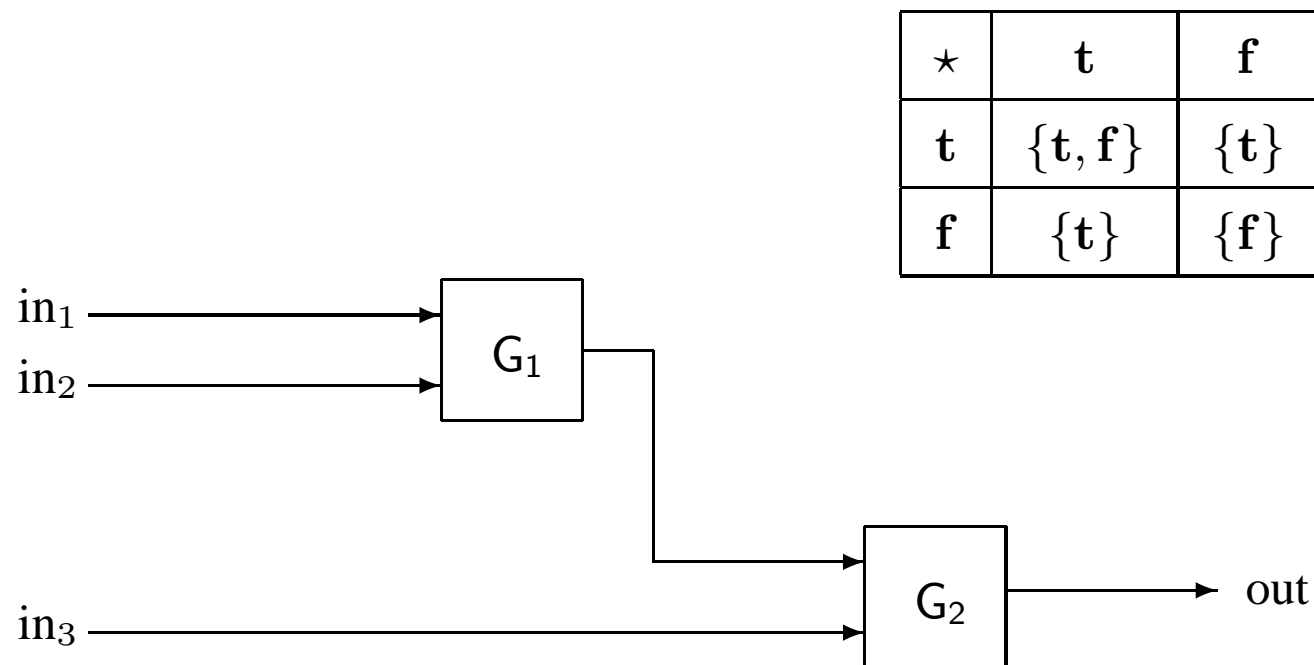 ⋆ t f
t {t, f} {t}
f {t} {f}
in₁
G₁
in₂
G₂
out
in₃